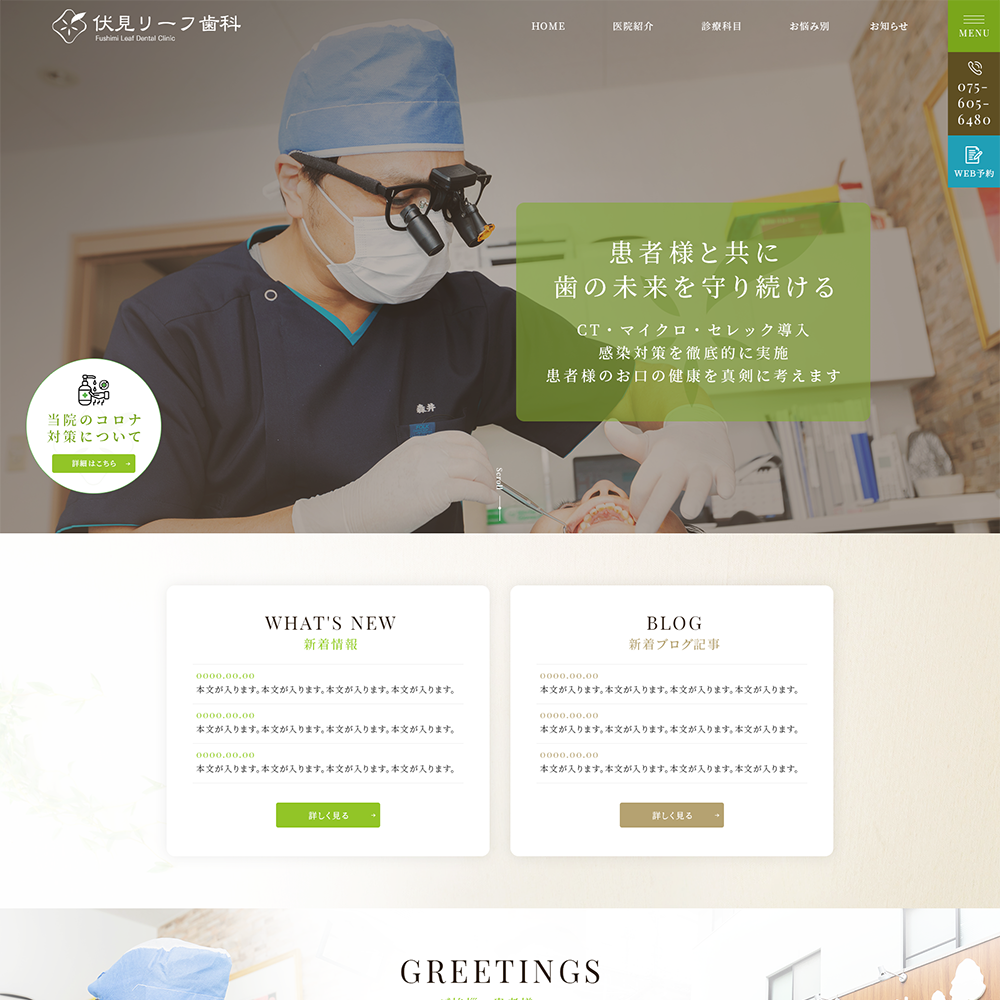 伏見リーフ歯科
Fushimi Leaf Dental Clinic
HOME
医院紹介
診療科目
お悩み別
お知らせ
MENU
075-
605-
6480
WEB予約
患者様と共に
歯の未来を守り続ける
CT・マイクロ・セレック導入
感染対策を徹底的に実施
患者様のお口の健康を真剣に考えます
当院のコロナ
対策について
詳細はこちら
Scroll
WHAT'S NEW
新着情報
0000.00.00
本文が入ります。本文が入ります。本文が入ります。本文が入ります。
0000.00.00
本文が入ります。本文が入ります。本文が入ります。本文が入ります。
0000.00.00
本文が入ります。本文が入ります。本文が入ります。本文が入ります。
詳しく見る
BLOG
新着ブログ記事
0000.00.00
本文が入ります。本文が入ります。本文が入ります。本文が入ります。
0000.00.00
本文が入ります。本文が入ります。本文が入ります。本文が入ります。
0000.00.00
本文が入ります。本文が入ります。本文が入ります。本文が入ります。
詳しく見る
GREETINGS